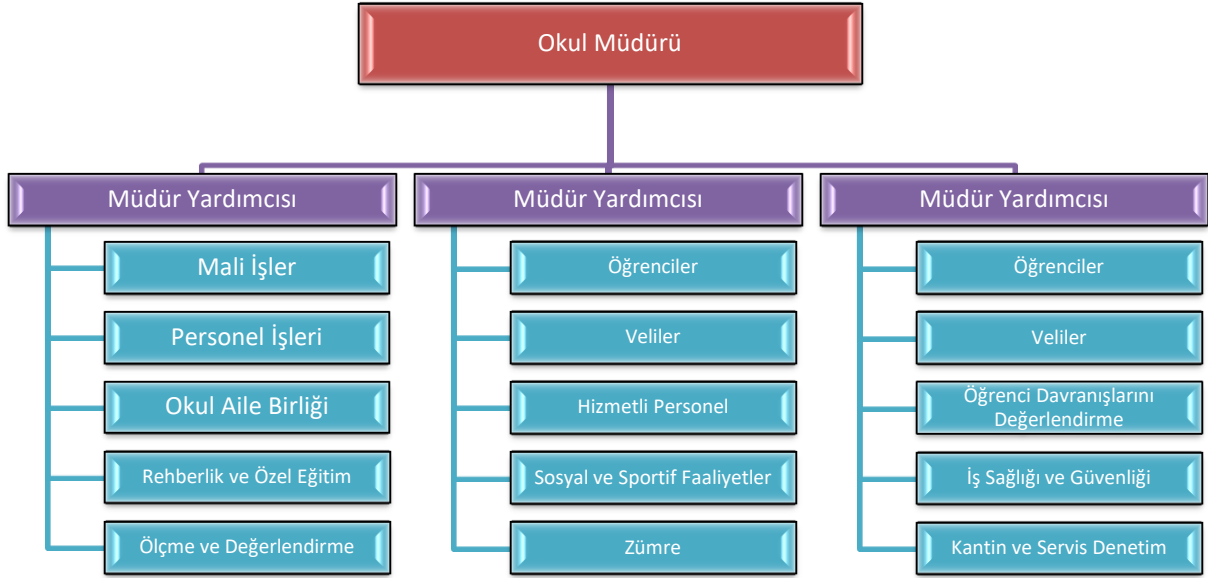 Okul Müdürü
Müdür Yardımcısı
Mali İşler
Personel İşleri
Okul Aile Birliği
Rehberlik ve Özel Eğitim
Ölçme ve Değerlendirme
Müdür Yardımcısı
Öğrenciler
Veliler
Hizmetli Personel
Sosyal ve Sportif Faaliyetler
Zümre
Müdür Yardımcısı
Öğrenciler
Veliler
Öğrenci Davranışlarını
Değerlendirme
İş Sağlığı ve Güvenliği
Kantin ve Servis Denetim